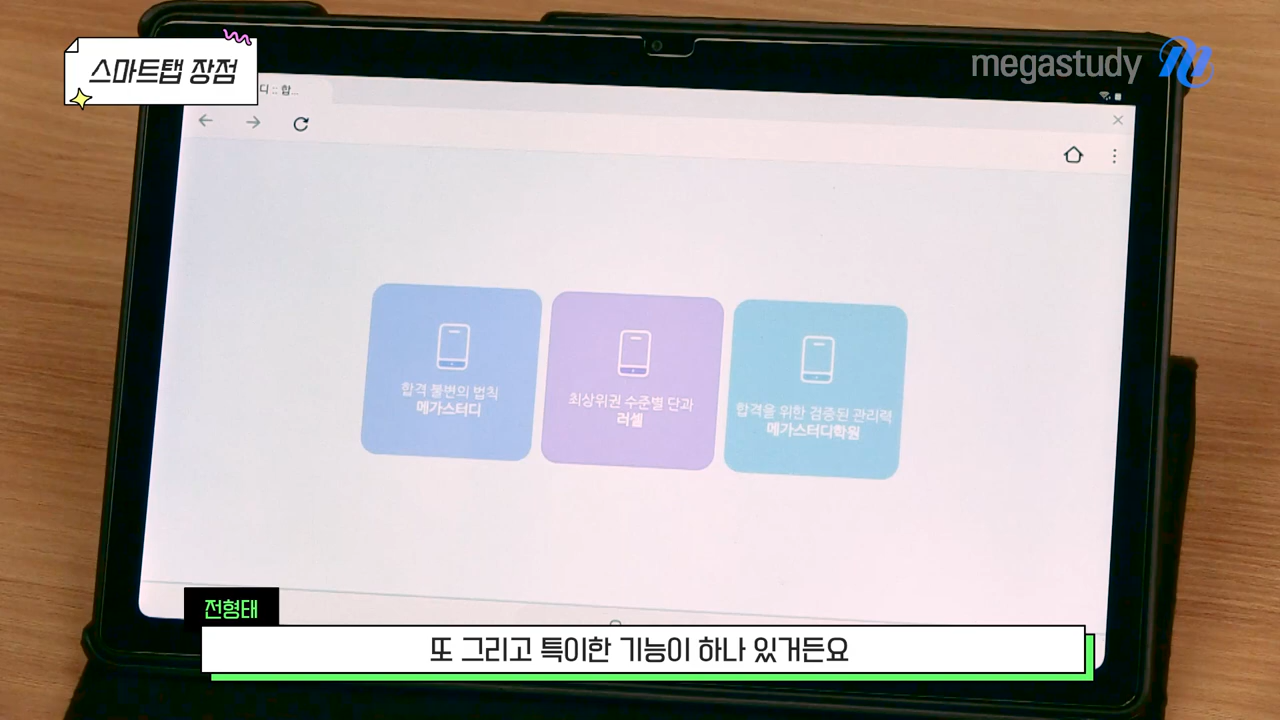 스마트탭 장점
megastudy
디 :: 합...
합격 불변의 법칙
메가스터디
최상위권 수준별 단과
러셀
합격을 위한 검증된 관리력
메가스터디학원
전형태
또 그리고 특이한 기능이 하나 있거든요